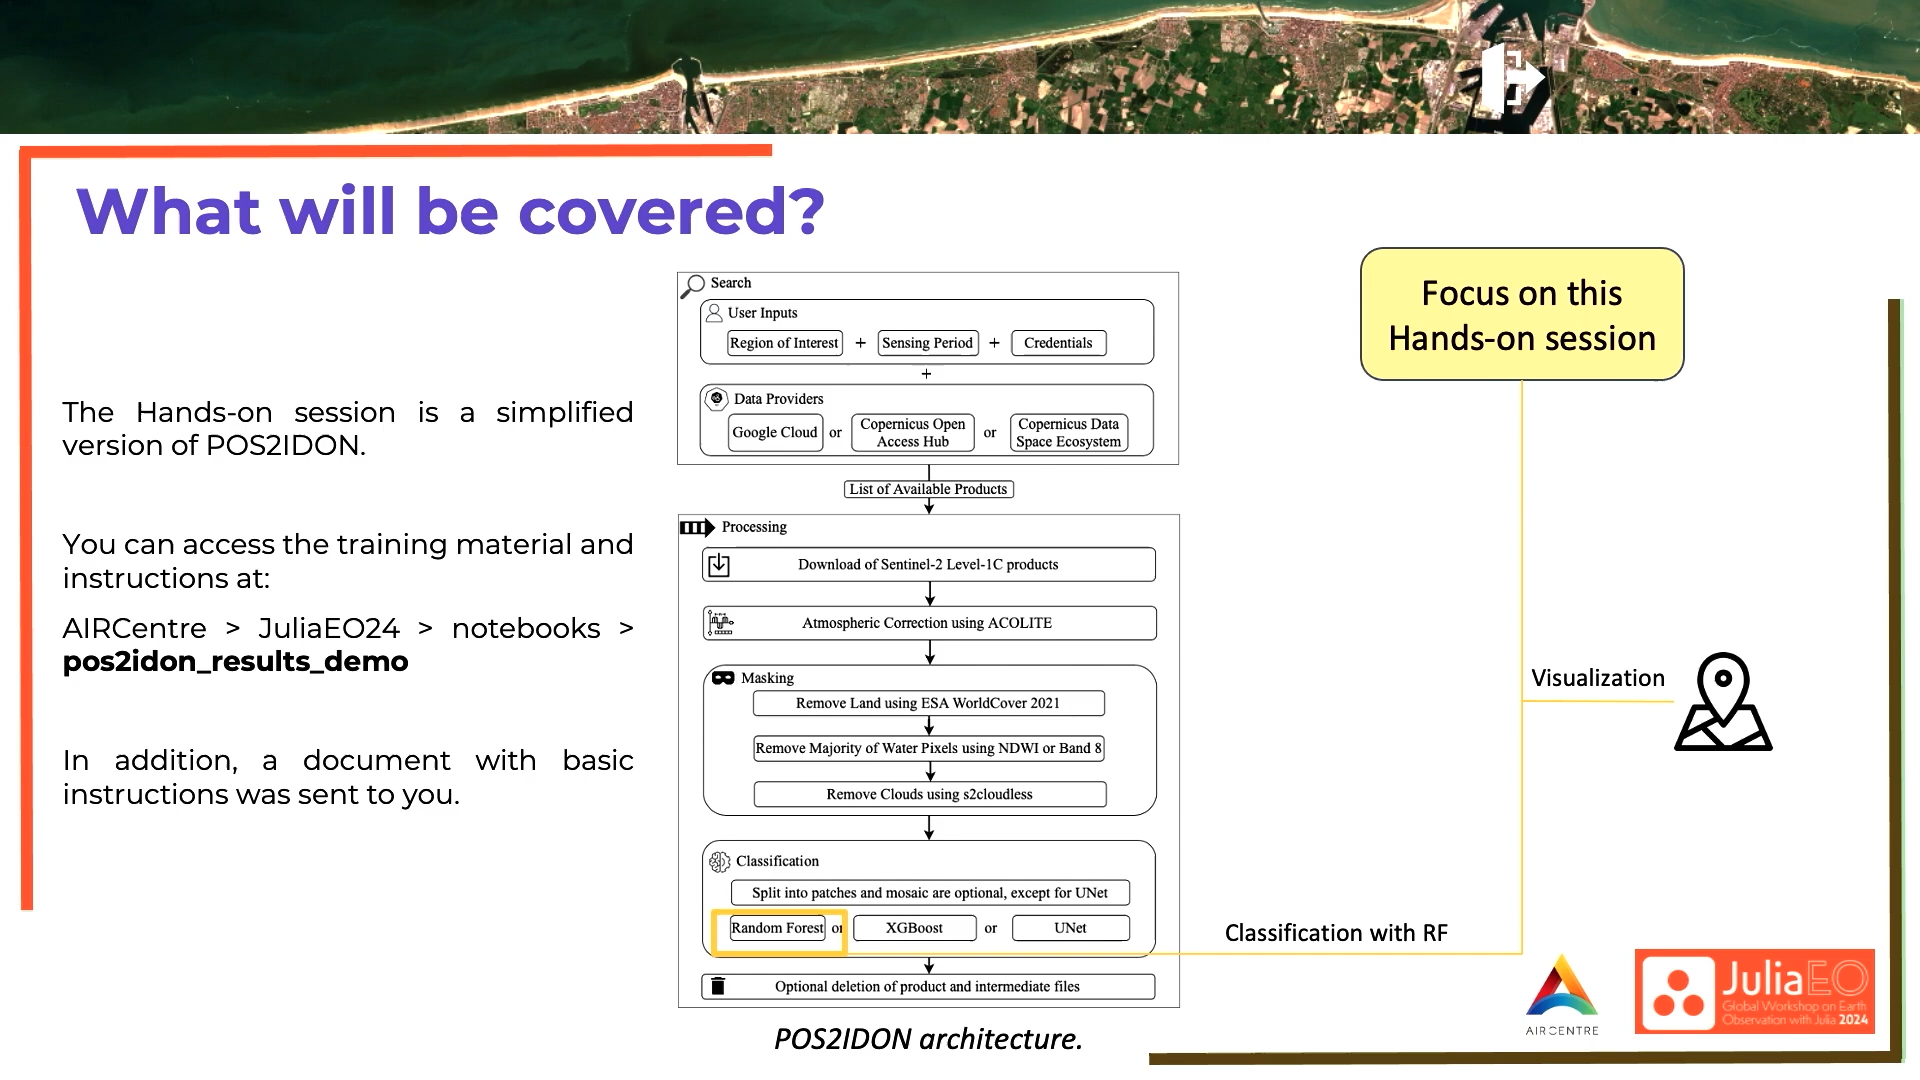 What will be covered?
The Hands-on session is a simplified
version of POS2IDON.
You can access the training material and
instructions at:
AIRCentre > JuliaEO24 > notebooks >
pos2idon_results_demo
In addition, a document with basic
instructions was sent to you.
Search
User Inputs
Region of Interest + Sensing Period + Credentials
+
Data Providers
Google Cloud or Copernicus Open Access Hub or Copernicus Data Space Ecosystem
List of Available Products
Processing
Download of Sentinel-2 Level-1C products
Atmospheric Correction using ACOLITE
Masking
Remove Land using ESA WorldCover 2021
Remove Majority of Water Pixels using NDWI or Band 8
Remove Clouds using s2cloudless
Classification
Split into patches and mosaic are optional, except for UNet
Random Forest or XGBoost or UNet
Optional deletion of product and intermediate files
POS2IDON architecture.
Focus on this
Hands-on session
Visualization
Classification with RF
AIRCENTRE
JuliaEO
Global Workshop on Earth
Observation with Julia 2024